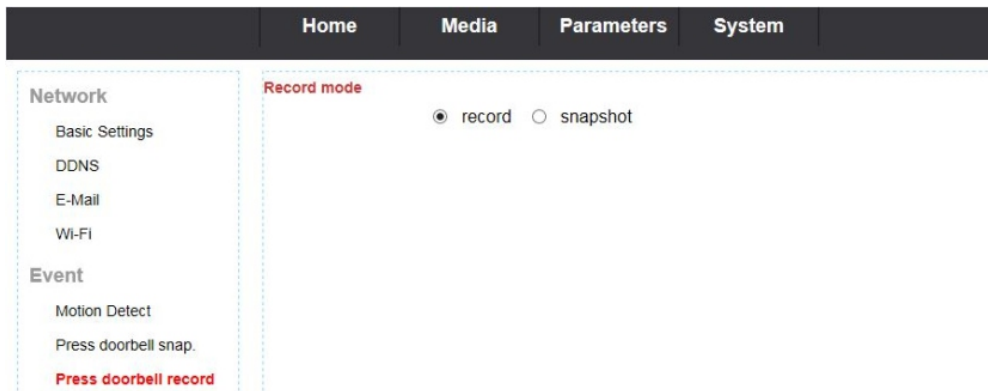 Home Media Parameters System
Network
Basic Settings
DDNS
E-Mail
Wi-Fi
Event
Motion Detect
Press doorbell snap.
Press doorbell record
Record mode
record snapshot